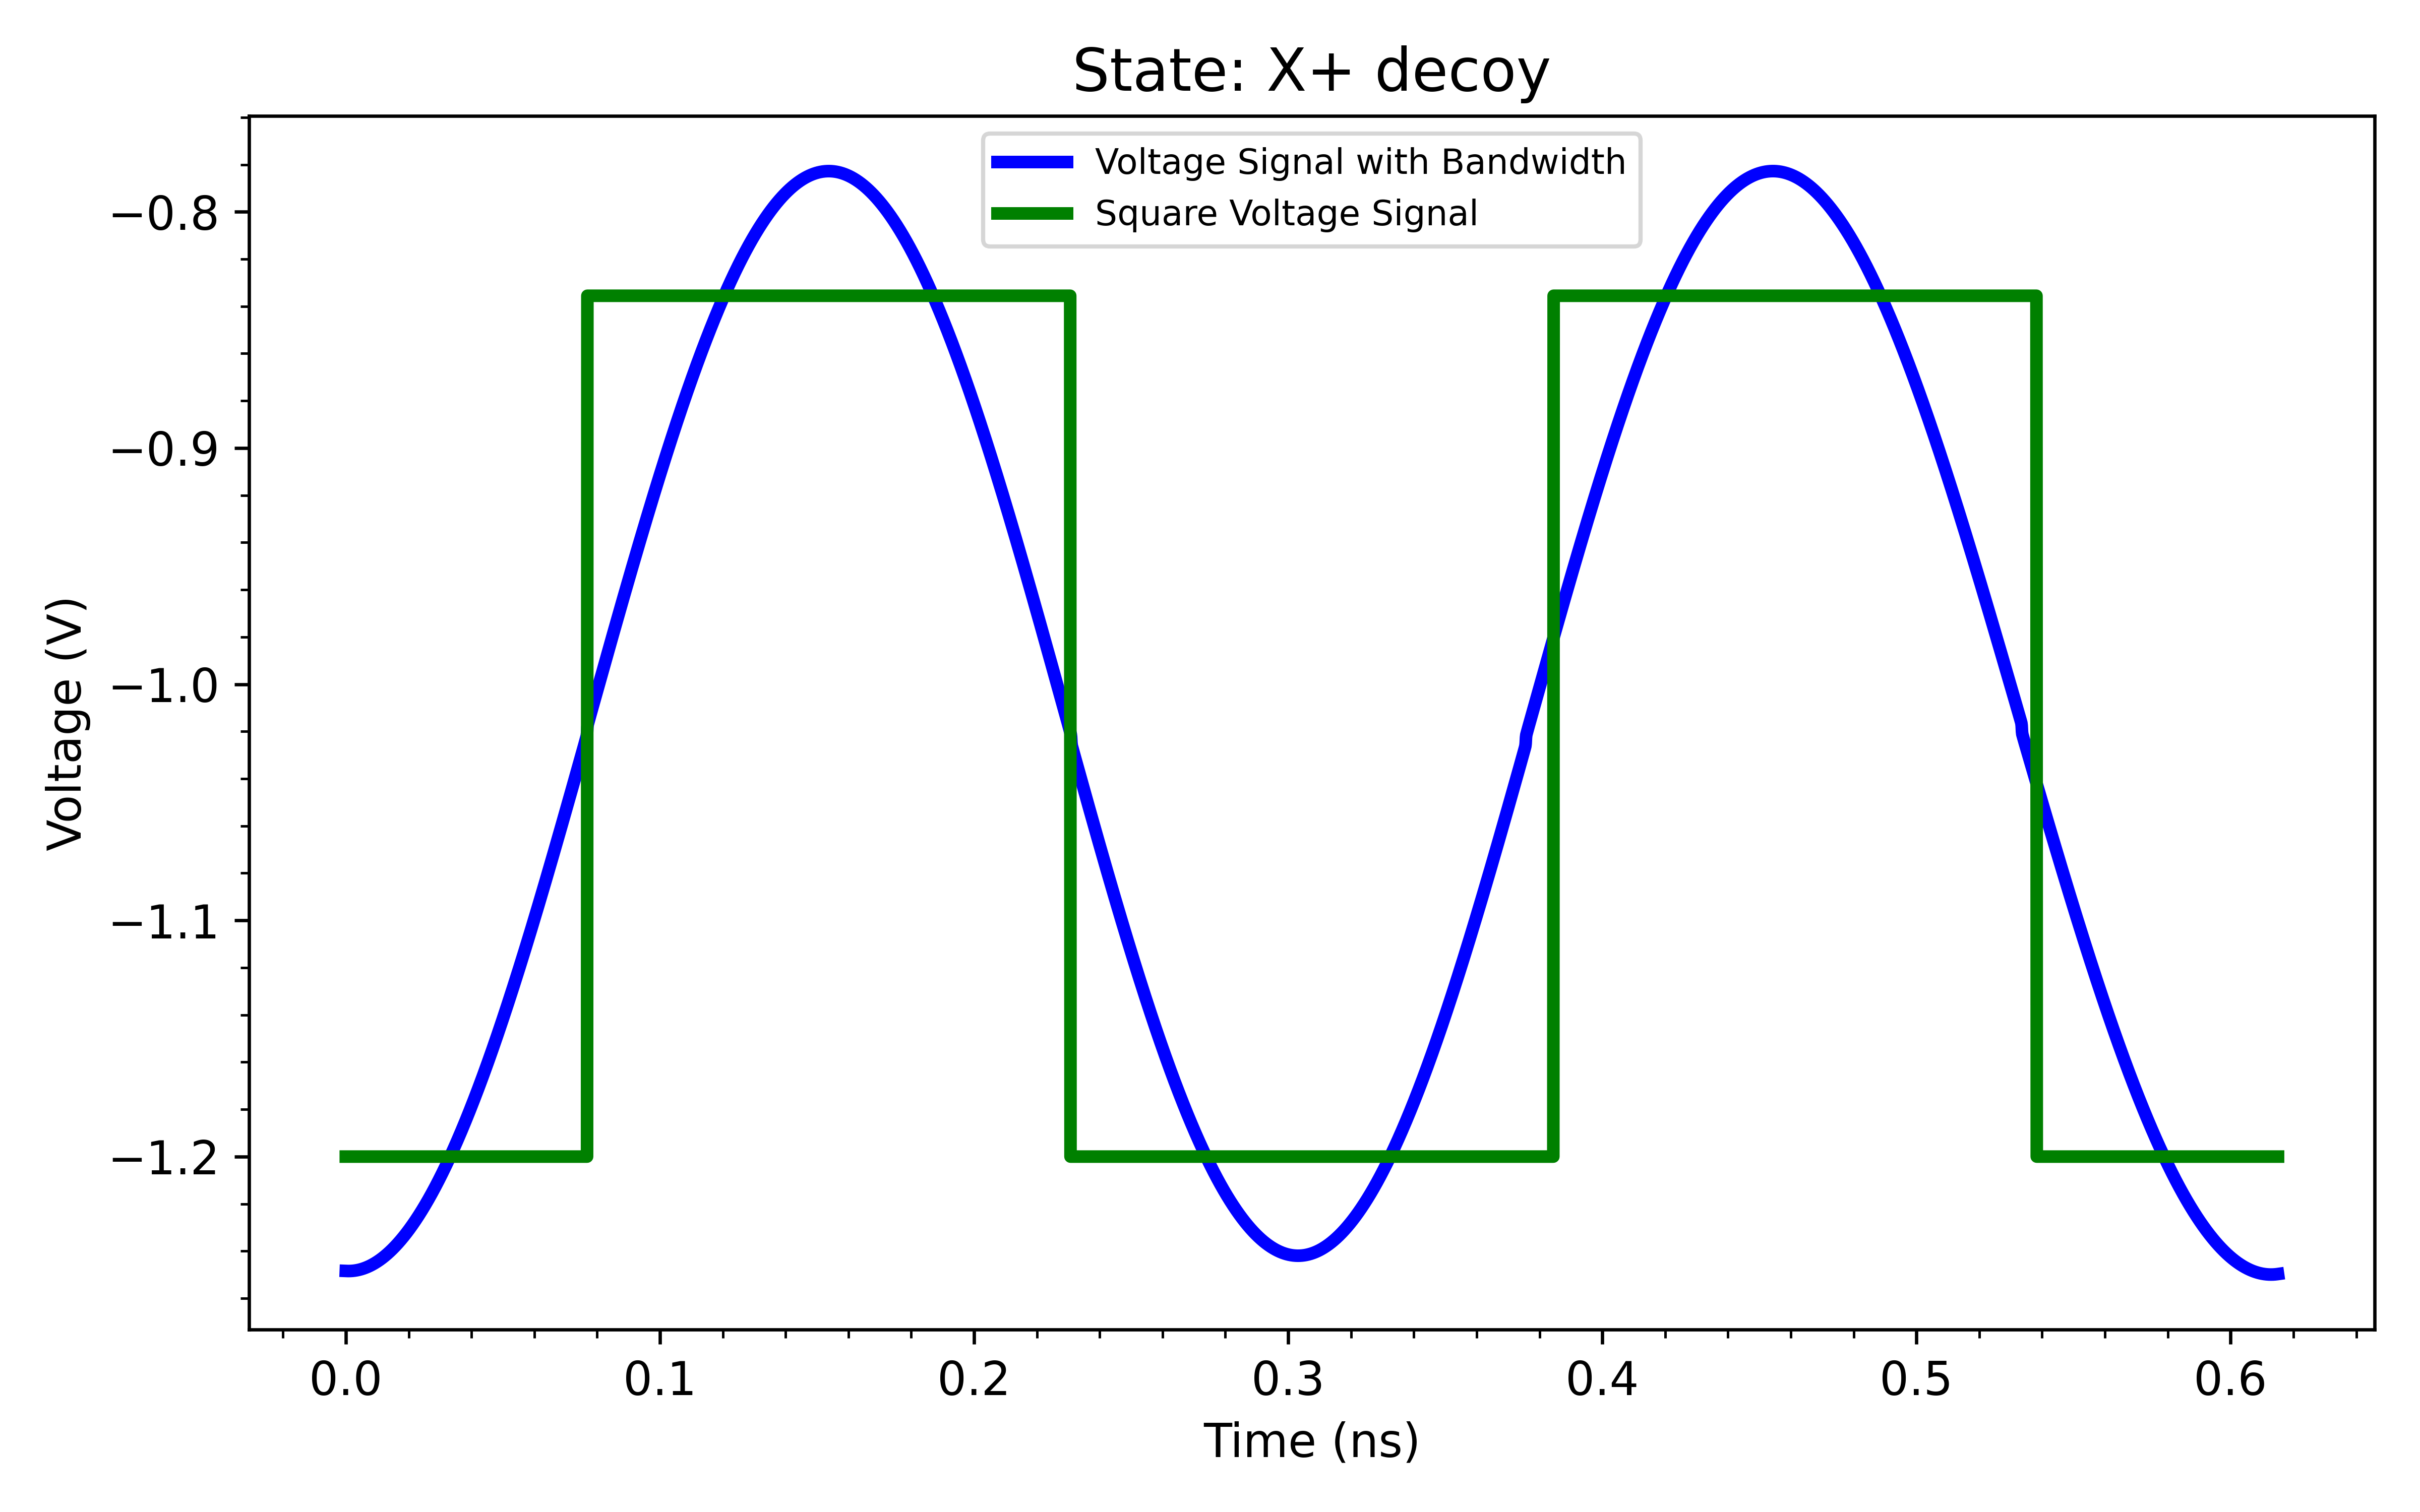 State: X+ decoy
Voltage Signal with Bandwidth
Square Voltage Signal
−0.8
−0.9
−1.0
−1.1
−1.2
Voltage (V)
0.0 0.1 0.2 0.3 0.4 0.5 0.6
Time (ns)